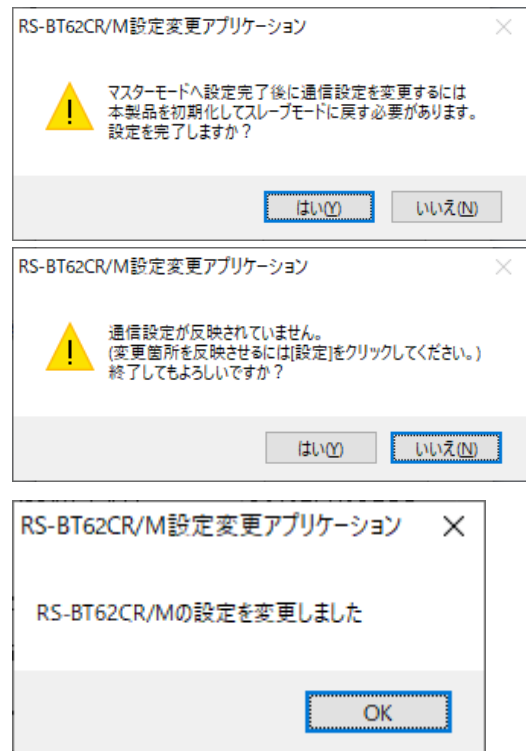 RS-BT62CR/M設定変更アプリケーション
マスターモードへ設定完了後に通信設定を変更するには
本製品を初期化してスレーブモードに戻す必要があります。
設定を完了しますか？
はい(Y)
いいえ(N)
RS-BT62CR/M設定変更アプリケーション
通信設定が反映されていません。
(変更箇所を反映させるには[設定]をクリックしてください。)
終了してもよろしいですか？
はい(Y)
いいえ(N)
RS-BT62CR/M設定変更アプリケーション
RS-BT62CR/Mの設定を変更しました
OK